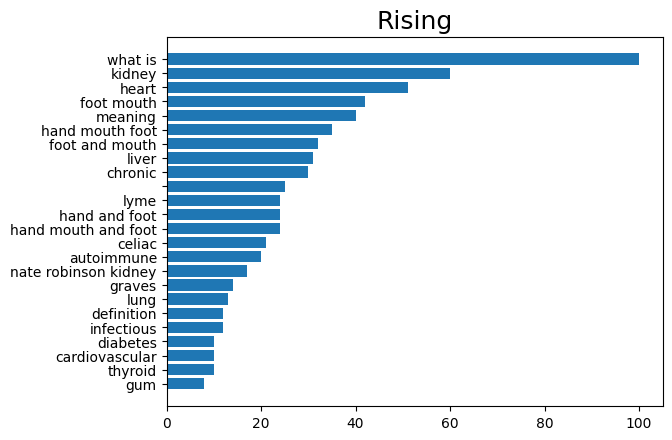 Rising
what is
kidney
heart
foot mouth
meaning
hand mouth foot
foot and mouth
liver
chronic
lyme
hand and foot
hand mouth and foot
celiac
autoimmune
nate robinson kidney
graves
lung
definition
infectious
diabetes
cardiovascular
thyroid
gum
0 20 40 60 80 100